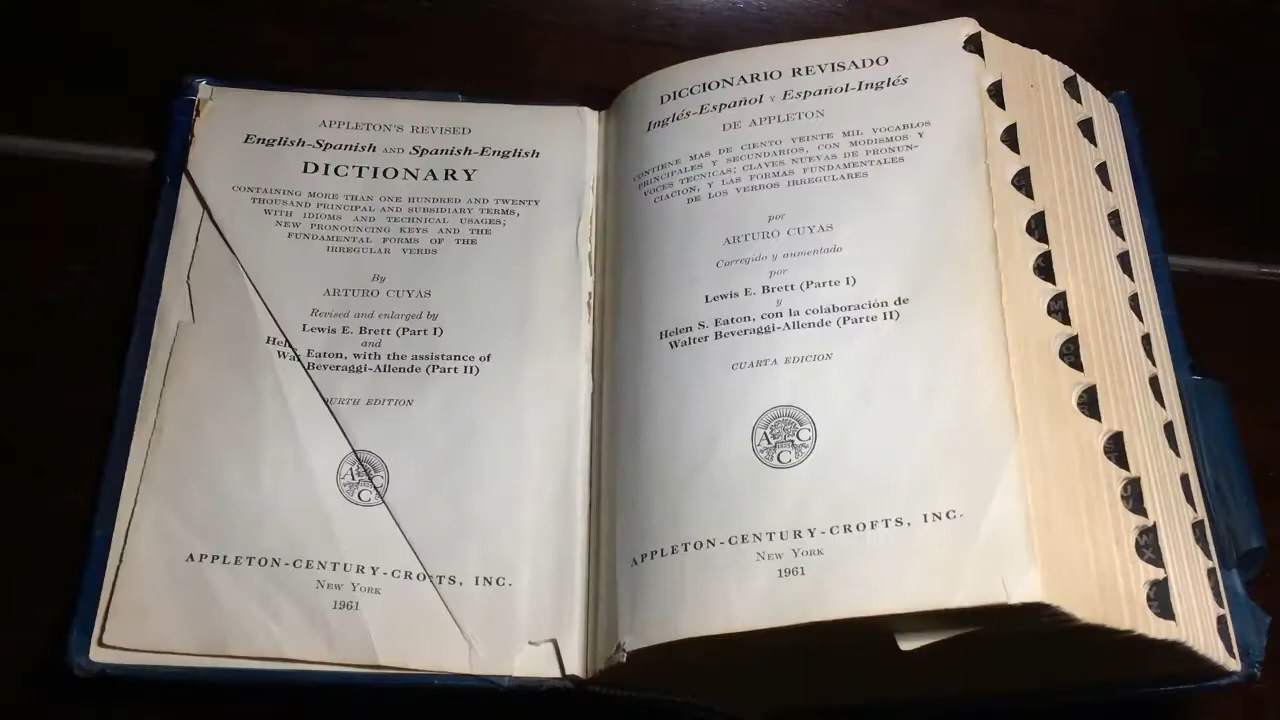 APPLETON'S REVISED
English-Spanish AND Spanish-English
DICTIONARY
CONTAINING MORE THAN ONE HUNDRED AND TWENTY
THOUSAND PRINCIPAL AND SUBSIDIARY TERMS,
WITH IDIOMS AND TECHNICAL USAGES;
NEW PRONOUNCING KEYS AND THE
FUNDAMENTAL FORMS OF THE
IRREGULAR VERBS
By
ARTURO CUYAS
Revised and enlarged by
Lewis E. Brett (Part I)
and
Eaton, with the assistance of
Beveraggi-Allende (Part II)
EDITION
A C C
APPLETON-CENTURY-CROFTS, INC.
NEW YORK
1961
DICCIONARIO REVISADO
Inglés-Español Y Español-Inglés
DE APPLETON
CONTIENE MAS DE CIENTO VEINTE MIL VOCABLOS
PRINCIPALES Y SECUNDARIOS, CON MODISMOS Y
VOCES TECNICAS; CLAVES NUEVAS DE PRONUN-
CIACION, Y LAS FORMAS FUNDAMENTALES
DE LOS VERBOS IRREGULARES
por
ARTURO CUYAS
Corregido y aumentado
por
Lewis E. Brett (Parte I)
y
Helen S. Eaton, con la colaboración de
Walter Beveraggi-Allende (Parte II)
CUARTA EDICION
A C C
APPLETON-CENTURY-CROFTS, INC.
NEW YORK
1961
MN
OP
ST
UV
WX
YZ